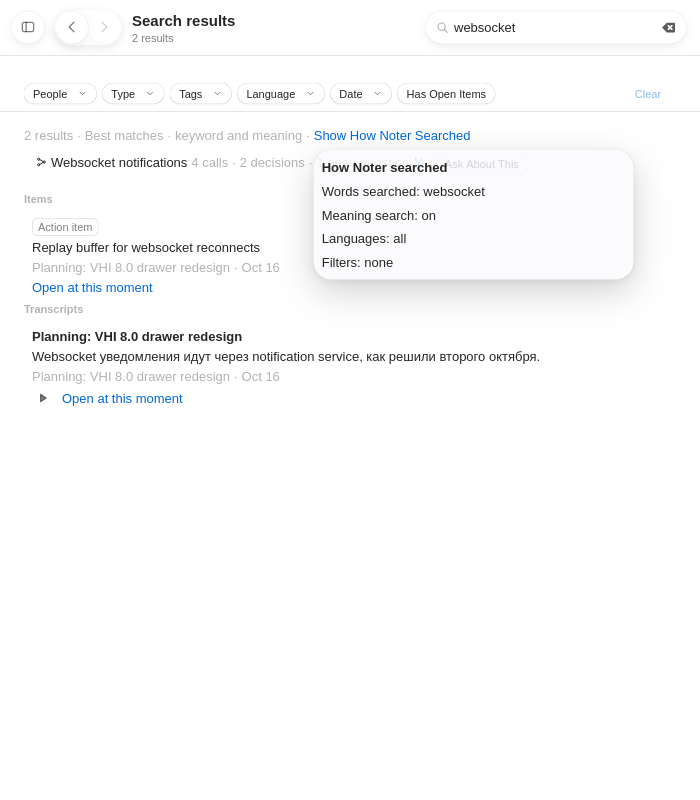 Search results
2 results
websocket
People
Type
Tags
Language
Date
Has Open Items
Clear
2 results · Best matches · keyword and meaning · Show How Noter Searched
Websocket notifications 4 calls · 2 decisions ·
Ask About This
How Noter searched
Words searched: websocket
Meaning search: on
Languages: all
Filters: none
Items
Action item
Replay buffer for websocket reconnects
Planning: VHI 8.0 drawer redesign · Oct 16
Open at this moment
Transcripts
Planning: VHI 8.0 drawer redesign
Websocket уведомления идут через notification service, как решили второго октября.
Planning: VHI 8.0 drawer redesign · Oct 16
Open at this moment